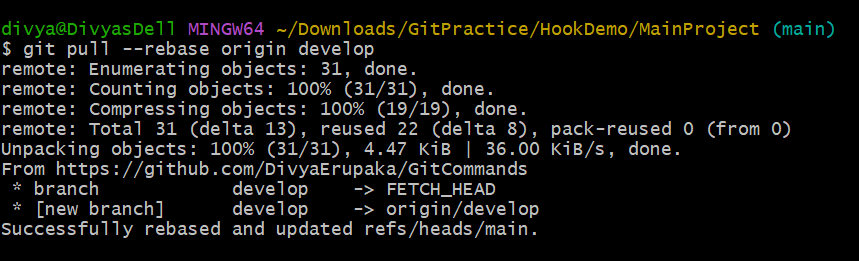 divya@DivyasDell MINGW64 ~/Downloads/GitPractice/HookDemo/MainProject (main)
$ git pull --rebase origin develop
remote: Enumerating objects: 31, done.
remote: Counting objects: 100% (31/31), done.
remote: Compressing objects: 100% (19/19), done.
remote: Total 31 (delta 13), reused 22 (delta 8), pack-reused 0 (from 0)
Unpacking objects: 100% (31/31), 4.47 KiB | 36.00 KiB/s, done.
From https://github.com/DivyaErupaka/GitCommands
 * branch            develop    -> FETCH_HEAD
 * [new branch]      develop    -> origin/develop
Successfully rebased and updated refs/heads/main.